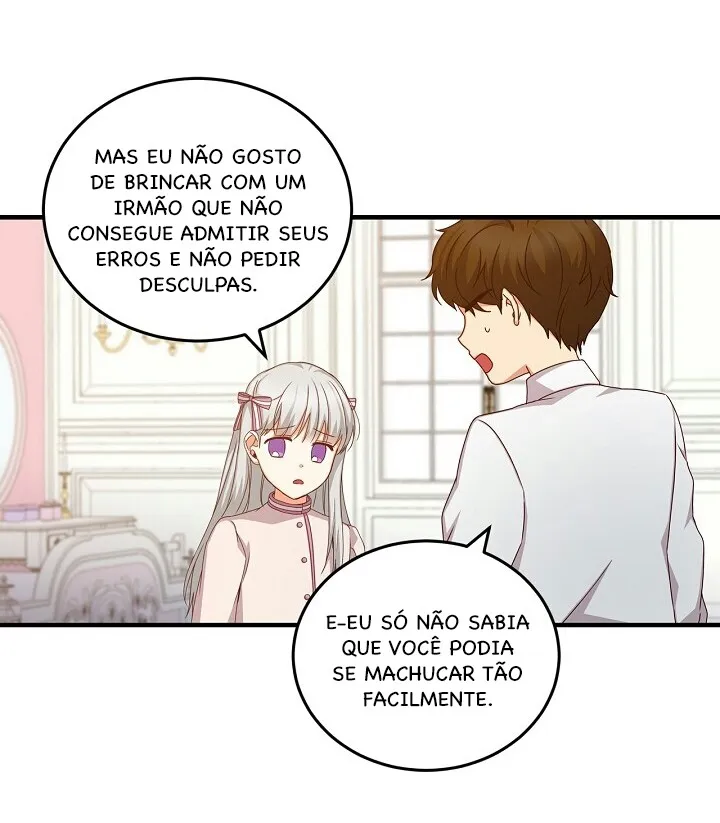 MAS EU NÃO GOSTO
DE BRINCAR COM UM
IRMÃO QUE NÃO
CONSEGUE ADMITIR SEUS
ERROS E NÃO PEDIR
DESCULPAS.
E-EU SÓ NÃO SABIA
QUE VOCÊ PODIA
SE MACHUCAR TÃO
FACILMENTE.